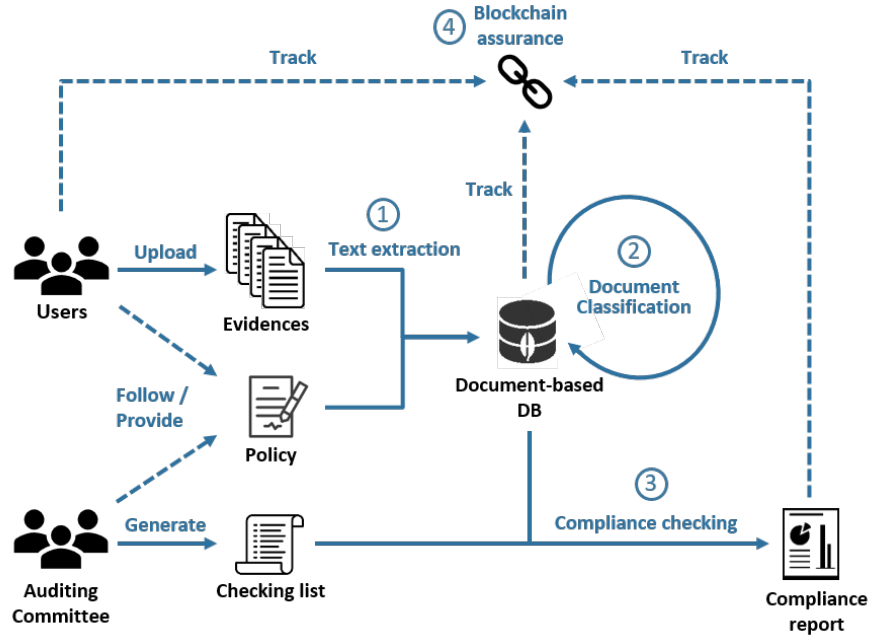 4
Blockchain
assurance
Track
Track
Track
1
Text extraction
2
Document
Classification
Upload
Users
Evidences
Document-based
DB
Follow /
Provide
Policy
3
Compliance checking
Generate
Auditing
Committee
Checking list
Compliance
report